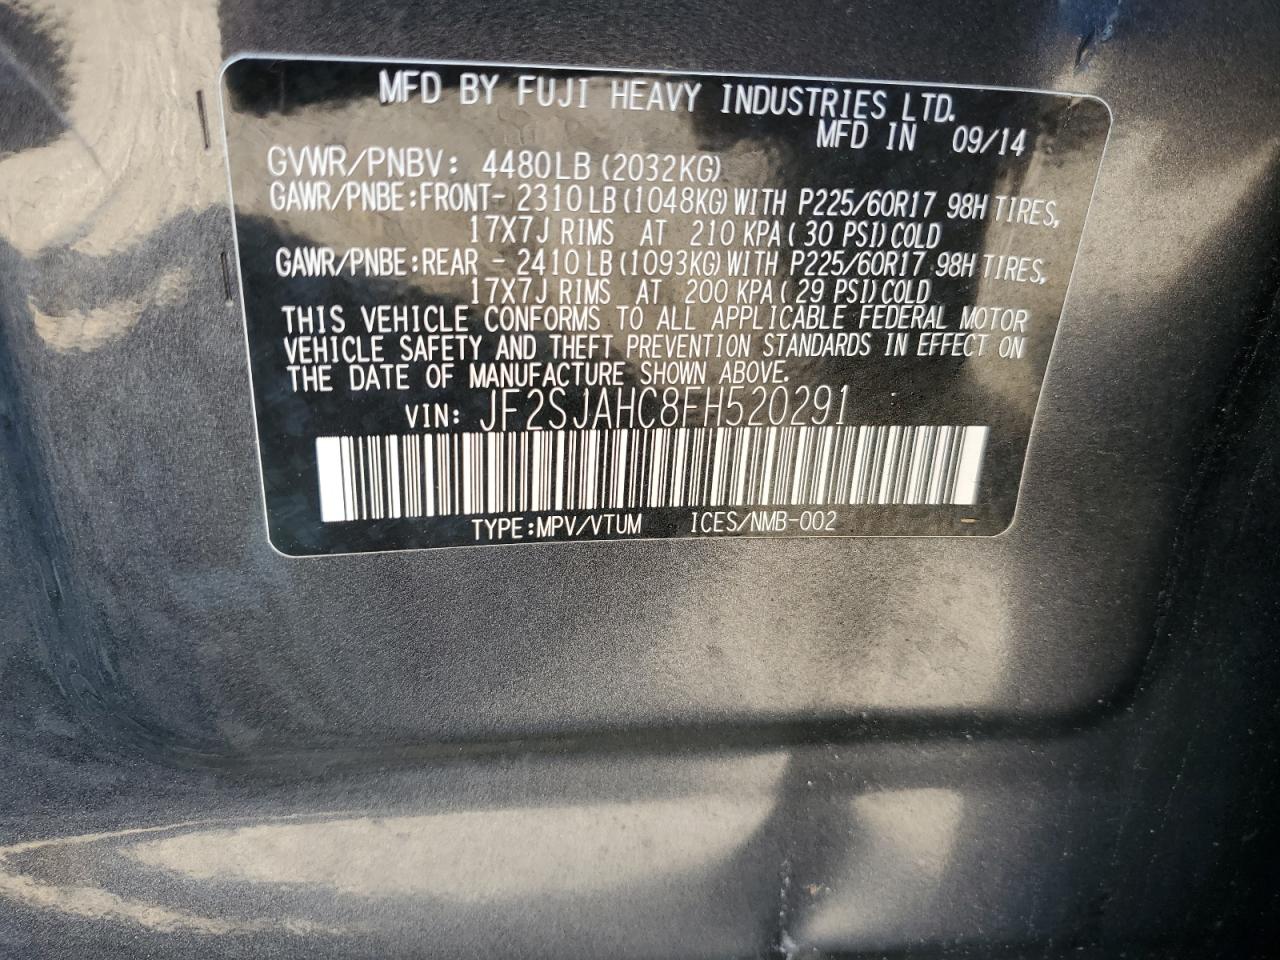 MFD BY FUJI HEAVY INDUSTRIES LTD.
MFD IN 09/14
GVWR/PNBV: 4480LB (2032KG)
GAWR/PNBE:FRONT- 2310 LB (1048KG) WITH P225/60R17 98H TIRES,
17X7J RIMS AT 210 KPA ( 30 PSI) COLD
GAWR/PNBE:REAR - 2410 LB (1093KG) WITH P225/60R17 98H TIRES,
17X7J RIMS AT 200 KPA ( 29 PSI) COLD
THIS VEHICLE CONFORMS TO ALL APPLICABLE FEDERAL MOTOR
VEHICLE SAFETY AND THEFT PREVENTION STANDARDS IN EFFECT ON
THE DATE OF MANUFACTURE SHOWN ABOVE.
VIN: JF2SJAHC8FH520291
TYPE:MPV/VTUM ICES/NMB-002